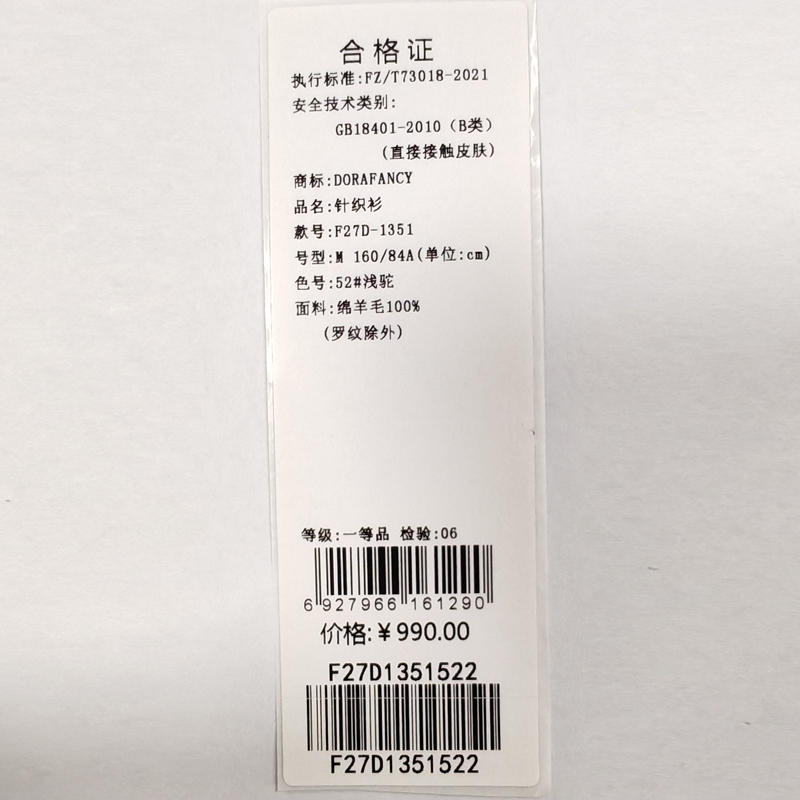 合格证
执行标准:FZ/T73018-2021
安全技术类别:
GB18401-2010（B类）
(直接接触皮肤)
商标:DORAFANCY
品名:针织衫
款号:F27D-1351
号型:M 160/84A(单位:cm)
色号:52#浅驼
面料:绵羊毛100%
(罗纹除外)
等级:一等品 检验:06
6 927966 161290
价格:￥990.00
F27D1351522
F27D1351522